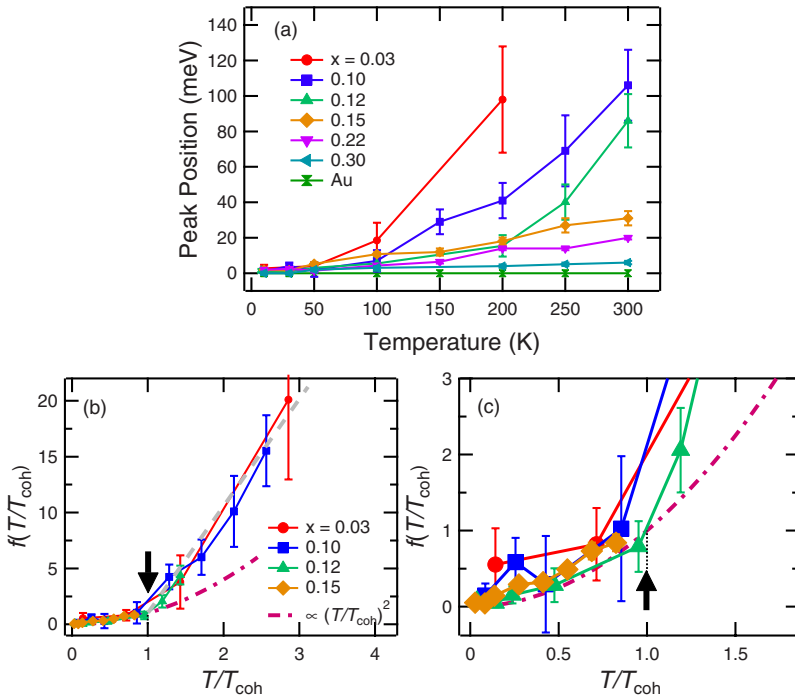 (a)
140
120
100
80
60
40
20
0
Peak Position (meV)
x = 0.03
0.10
0.12
0.15
0.22
0.30
Au
0 50 100 150 200 250 300
Temperature (K)
(b)
20
15
10
5
0
f(T/Tcoh)
x = 0.03
0.10
0.12
0.15
∝ (T/Tcoh)²
0 1 2 3 4
T/Tcoh
(c)
3
2
1
0
f(T/Tcoh)
0.0 0.5 1.0 1.5
T/Tcoh